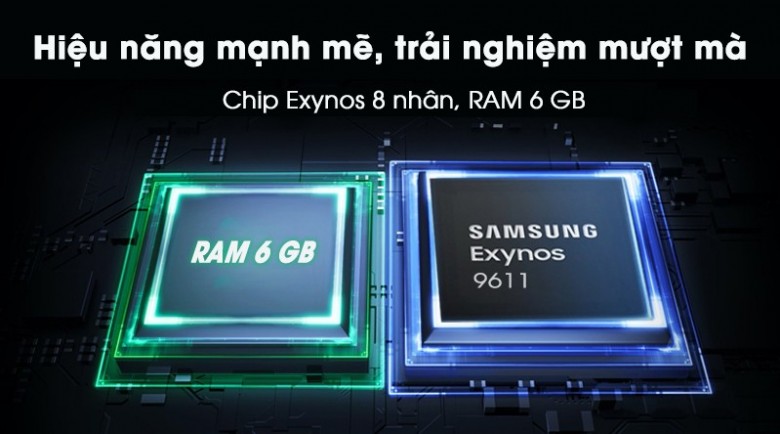 Hiệu năng mạnh mẽ, trải nghiệm mượt mà
Chip Exynos 8 nhân, RAM 6 GB
RAM 6 GB
SAMSUNG
Exynos
9611